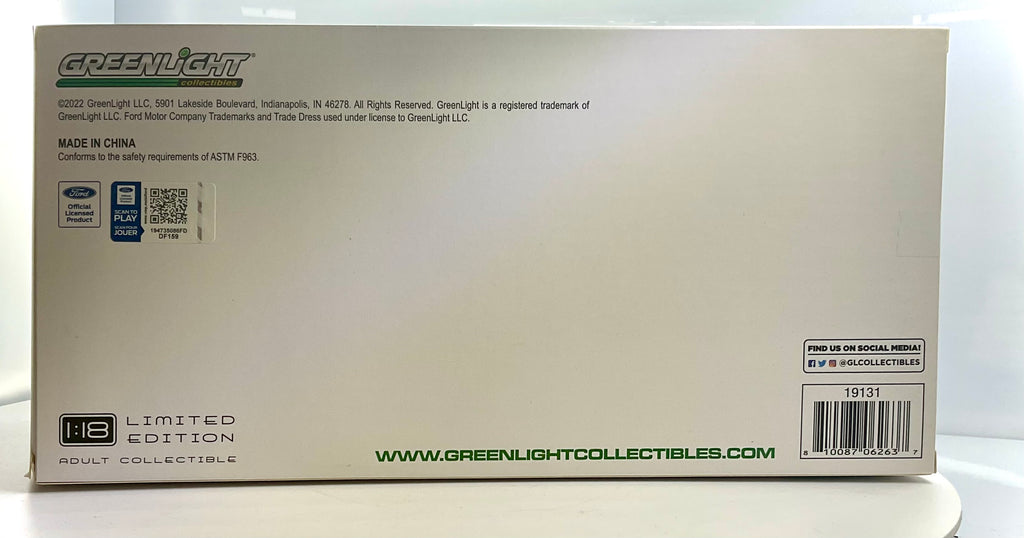 GREENLIGHT®
collectibles
©2022 GreenLight LLC, 5901 Lakeside Boulevard, Indianapolis, IN 46278. All Rights Reserved. GreenLight is a registered trademark of
GreenLight LLC. Ford Motor Company Trademarks and Trade Dress used under license to GreenLight LLC.
MADE IN CHINA
Conforms to the safety requirements of ASTM F963.
Ford
Official
Licensed
Product
SCAN TO
PLAY
SCAN POUR
JOUER
194735086FD
DF159
FIND US ON SOCIAL MEDIA!
@GLCOLLECTIBLES
19131
8 10087 06263 7
1:18
LIMITED
EDITION
ADULT COLLECTIBLE
WWW.GREENLIGHTCOLLECTIBLES.COM